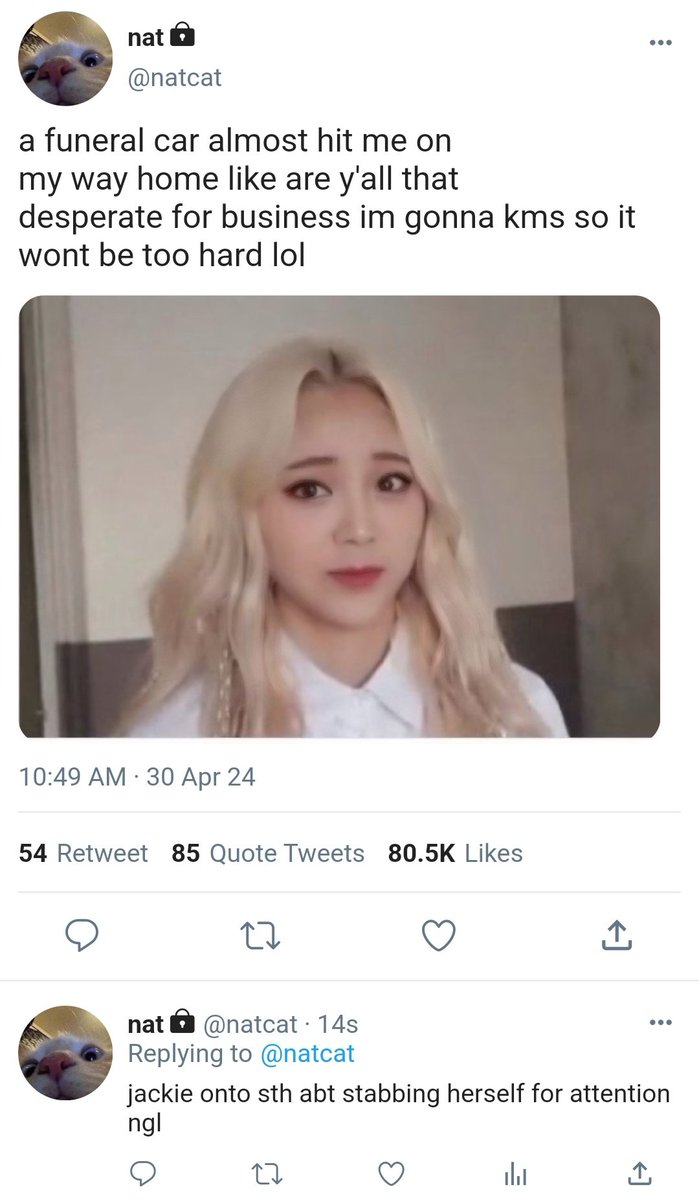 nat
@natcat
a funeral car almost hit me on
my way home like are y'all that
desperate for business im gonna kms so it
wont be too hard lol
10:49 AM · 30 Apr 24
54 Retweet 85 Quote Tweets 80.5K Likes
nat @natcat · 14s
Replying to @natcat
jackie onto sth abt stabbing herself for attention
ngl